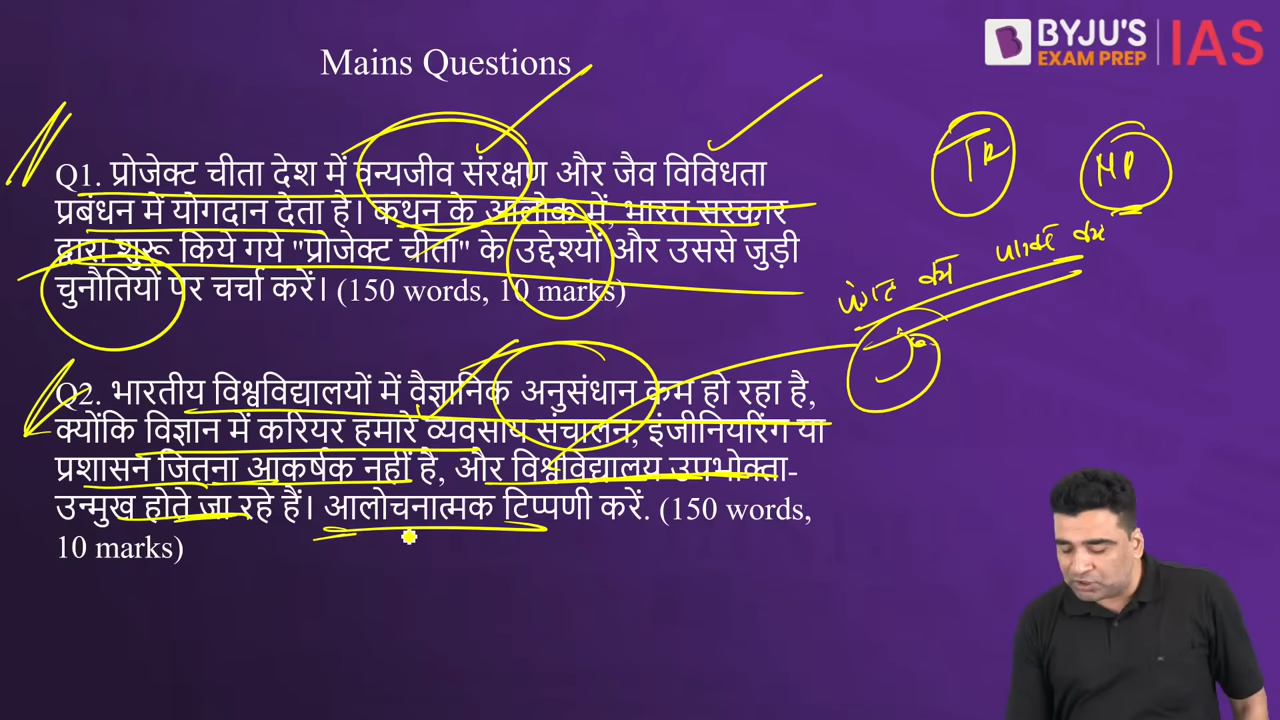 Mains Questions
BYJU'S
EXAM PREP
IAS
Q1. प्रोजेक्ट चीता देश में वन्यजीव संरक्षण और जैव विविधता
प्रबंधन में योगदान देता है। कथन के आलोक में, भारत सरकार
द्वारा शुरू किये गये "प्रोजेक्ट चीता" के उद्देश्यों और उससे जुड़ी
चुनौतियों पर चर्चा करें। (150 words, 10 marks)
MP
Q2. भारतीय विश्वविद्यालयों में वैज्ञानिक अनुसंधान कम हो रहा है,
क्योंकि विज्ञान में करियर हमारे व्यवसाय संचालन, इंजीनियरिंग या
प्रशासन जितना आकर्षक नहीं है, और विश्वविद्यालय उपभोक्ता-
उन्मुख होते जा रहे हैं। आलोचनात्मक टिप्पणी करें. (150 words,
10 marks)